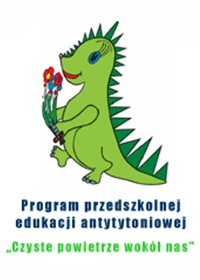 Program przedszkolnej
edukacji antytytoniowej
„Czyste powietrze wokół nas”